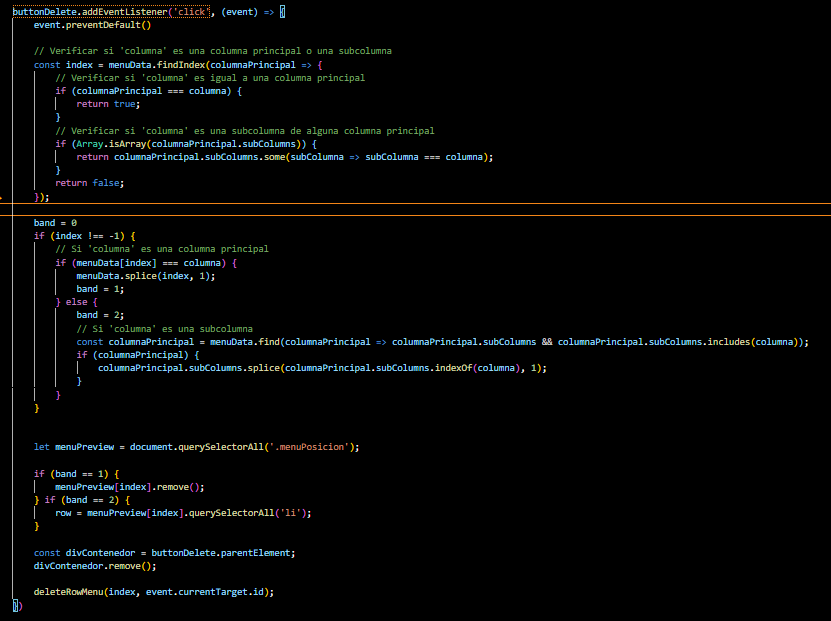 buttonDelete.addEventListener('click', (event) => {
    event.preventDefault()

    // Verificar si 'columna' es una columna principal o una subcolumna
    const index = menuData.findIndex(columnaPrincipal => {
        // Verificar si 'columna' es igual a una columna principal
        if (columnaPrincipal === columna) {
            return true;
        }
        // Verificar si 'columna' es una subcolumna de alguna columna principal
        if (Array.isArray(columnaPrincipal.subColumns)) {
            return columnaPrincipal.subColumns.some(subColumna => subColumna === columna);
        }
        return false;
    });

    band = 0
    if (index !== -1) {
        // Si 'columna' es una columna principal
        if (menuData[index] === columna) {
            menuData.splice(index, 1);
            band = 1;
        } else {
            band = 2;
            // Si 'columna' es una subcolumna
            const columnaPrincipal = menuData.find(columnaPrincipal => columnaPrincipal.subColumns && columnaPrincipal.subColumns.includes(columna));
            if (columnaPrincipal) {
                columnaPrincipal.subColumns.splice(columnaPrincipal.subColumns.indexOf(columna), 1);
            }
        }
    }

    let menuPreview = document.querySelectorAll('.menuPosicion');

    if (band == 1) {
        menuPreview[index].remove();
    } if (band == 2) {
        row = menuPreview[index].querySelectorAll('li');
    }

    const divContenedor = buttonDelete.parentElement;
    divContenedor.remove();

    deleteRowMenu(index, event.currentTarget.id);
})